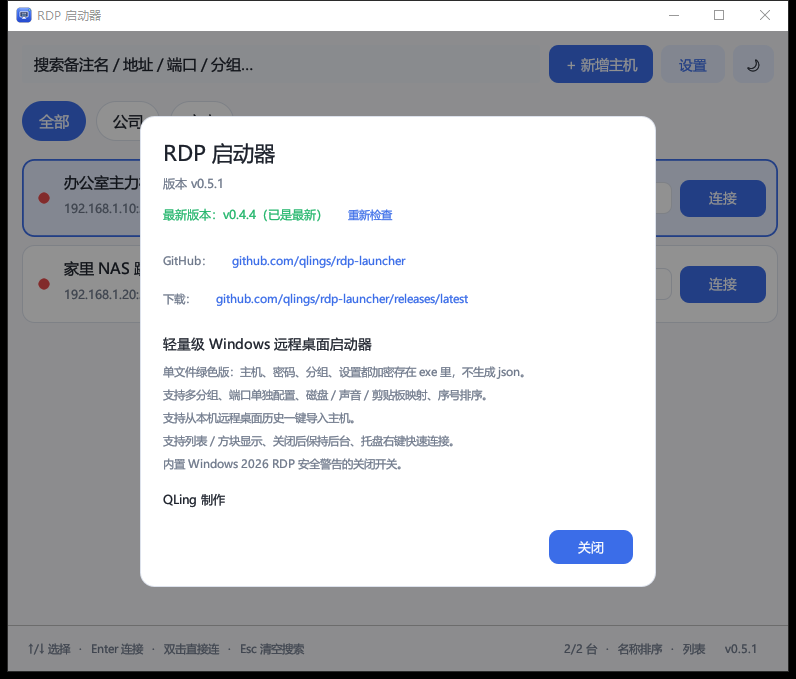 RDP 启动器
搜索备注名 / 地址 / 端口 / 分组...
+ 新增主机
设置
全部
公司
办公室主力
192.168.1.10:
连接
家里 NAS
192.168.1.20:
连接
RDP 启动器
版本 v0.5.1
最新版本：v0.4.4（已是最新） 重新检查
GitHub： github.com/qlings/rdp-launcher
下载： github.com/qlings/rdp-launcher/releases/latest
轻量级 Windows 远程桌面启动器
单文件绿色版：主机、密码、分组、设置都加密存在 exe 里，不生成 json。
支持多分组、端口单独配置、磁盘 / 声音 / 剪贴板映射、序号排序。
支持从本机远程桌面历史一键导入主机。
支持列表 / 方块显示、关闭后保持后台、托盘右键快速连接。
内置 Windows 2026 RDP 安全警告的关闭开关。
QLing 制作
关闭
↑/↓ 选择 · Enter 连接 · 双击直接连 · Esc 清空搜索
2/2 台 · 名称排序 · 列表 v0.5.1